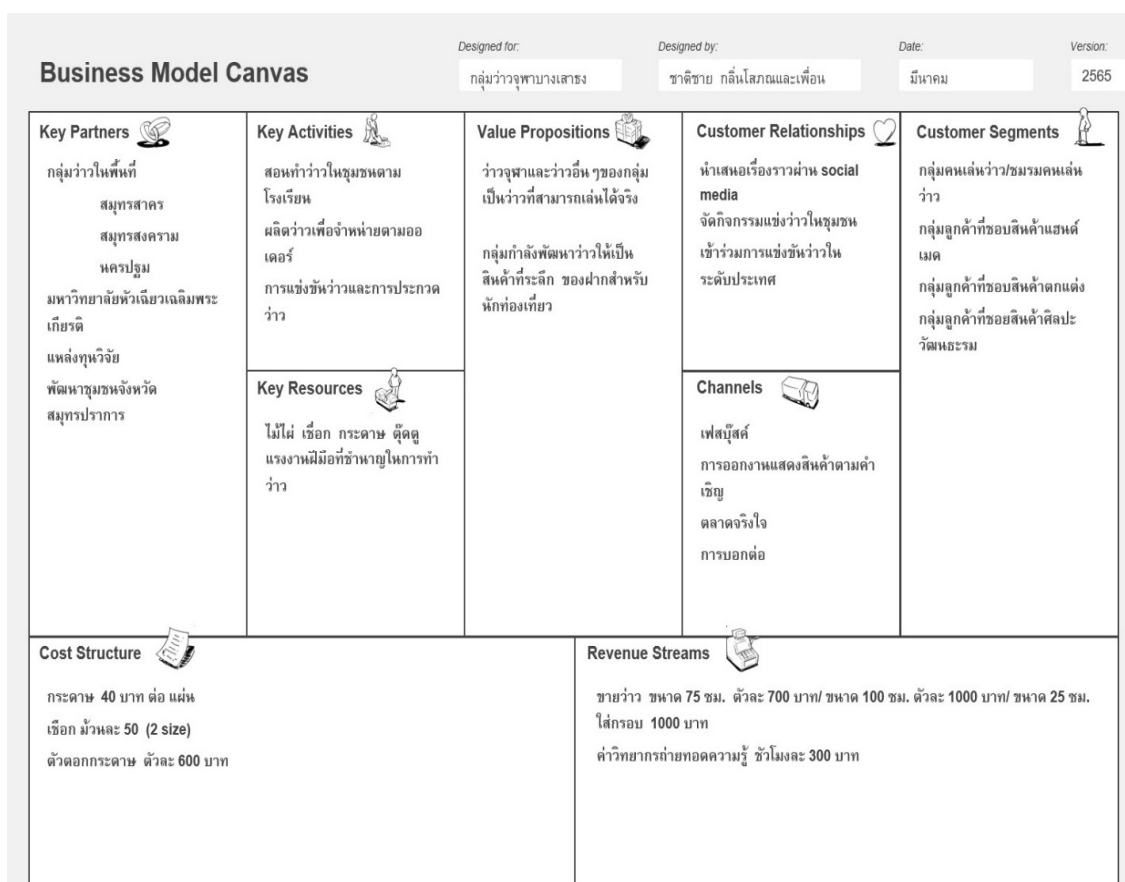 Designed for:
Designed by:
Date:
Version:
Business Model Canvas
กลุ่มว่าวจุฬาบางเสาธง
ชาติชาย กลิ่นโสภณและเพื่อน
มีนาคม
2565
Key Partners
กลุ่มว่าวในพื้นที่
สมุทรสาคร
สมุทรสงคราม
นครปฐม
มหาวิทยาลัยหัวเฉียวเฉลิมพระ
เกียรติ
แหล่งทุนวิจัย
พัฒนาชุมชนจังหวัด
สมุทรปราการ
Key Activities
สอนทำว่าวในชุมชนตาม
โรงเรียน
ผลิตว่าวเพื่อจำหน่ายตามออ
เดอร์
การแข่งขันว่าวและการประกวด
ว่าว
Key Resources
ไม้ไผ่ เชือก กระดาษ ตุ๊ดตู
แรงงานฝีมือที่ชำนาญในการทำ
ว่าว
Value Propositions
ว่าวจุฬาและว่าวอื่น ๆของกลุ่ม
เป็นว่าวที่สามารถเล่นได้จริง
กลุ่มกำลังพัฒนาว่าวให้เป็น
สินค้าที่ระลึก ของฝากสำหรับ
นักท่องเที่ยว
Customer Relationships
นำเสนอเรื่องราวผ่าน social
media
จัดกิจกรรมแข่งว่าวในชุมชน
เข้าร่วมการแข่งขันว่าวใน
ระดับประเทศ
Channels
เฟสบุ๊สค์
การออกงานแสดงสินค้าตามคำ
เชิญ
ตลาดจริงใจ
การบอกต่อ
Customer Segments
กลุ่มคนเล่นว่าว/ชมรมคนเล่น
ว่าว
กลุ่มลูกค้าที่ชอบสินค้าแฮนด์
เมด
กลุ่มลูกค้าที่ชอบสินค้าตกแต่ง
กลุ่มลูกค้าที่ชอยสินค้าศิลปะ
วัฒนธะรม
Cost Structure
กระดาษ 40 บาท ต่อ แผ่น
เชือก ม้วนละ 50 (2 size)
ตัวตอกกระดาษ ตัวละ 600 บาท
Revenue Streams
ขายว่าว ขนาด 75 ซม. ตัวละ 700 บาท/ ขนาด 100 ซม. ตัวละ 1000 บาท/ ขนาด 25 ซม.
ใส่กรอบ 1000 บาท
ค่าวิทยากรถ่ายทอดความรู้ ชัวโมงละ 300 บาท